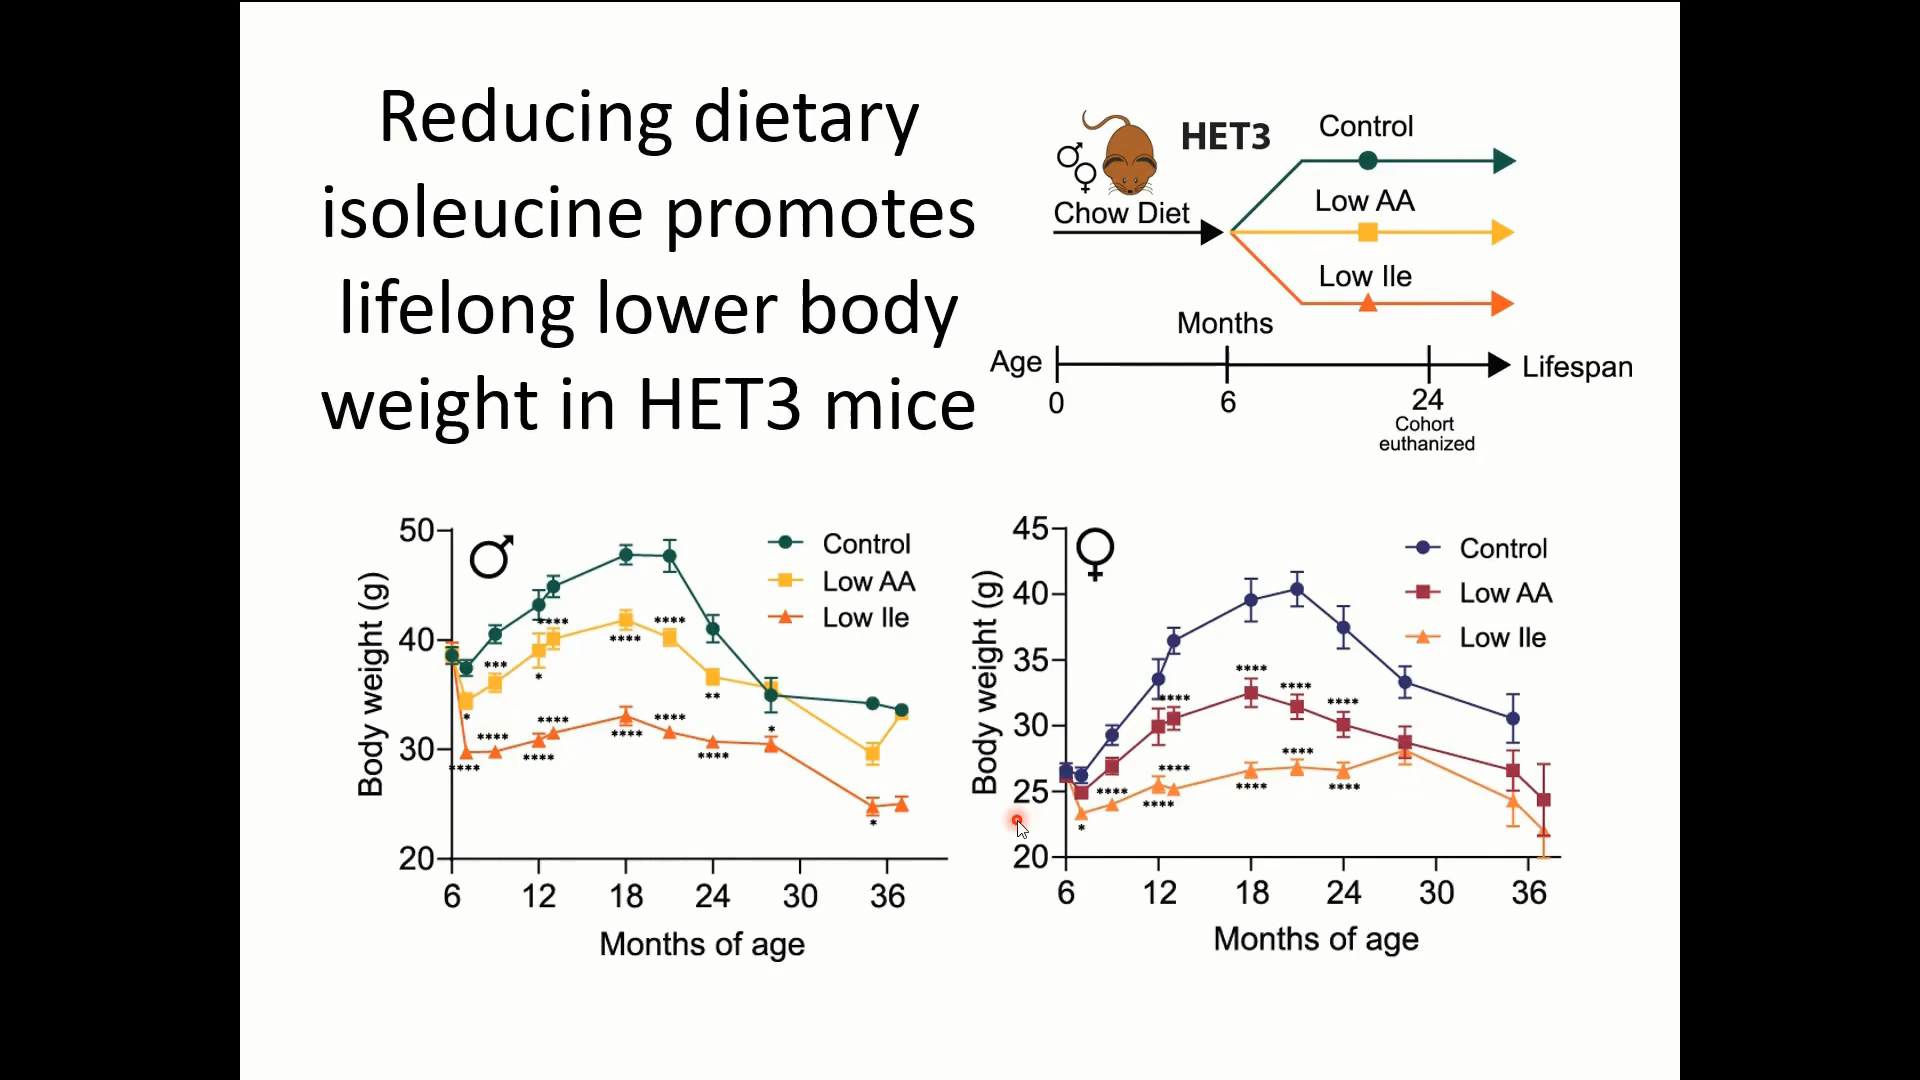 Reducing dietary
isoleucine promotes
lifelong lower body
weight in HET3 mice
HET3
Chow Diet
Control
Low AA
Low Ile
Months
Age
0
6
24
Cohort
euthanized
Lifespan
50
40
30
20
Body weight (g)
♂
Control
Low AA
Low Ile
*
***
*
****
****
****
**
****
****
****
****
****
****
****
*
*
6
12
18
24
30
36
Months of age
45
40
35
30
25
20
Body weight (g)
♀
Control
Low AA
Low Ile
****
****
****
****
*
****
****
****
****
****
****
6
12
18
24
30
36
Months of age